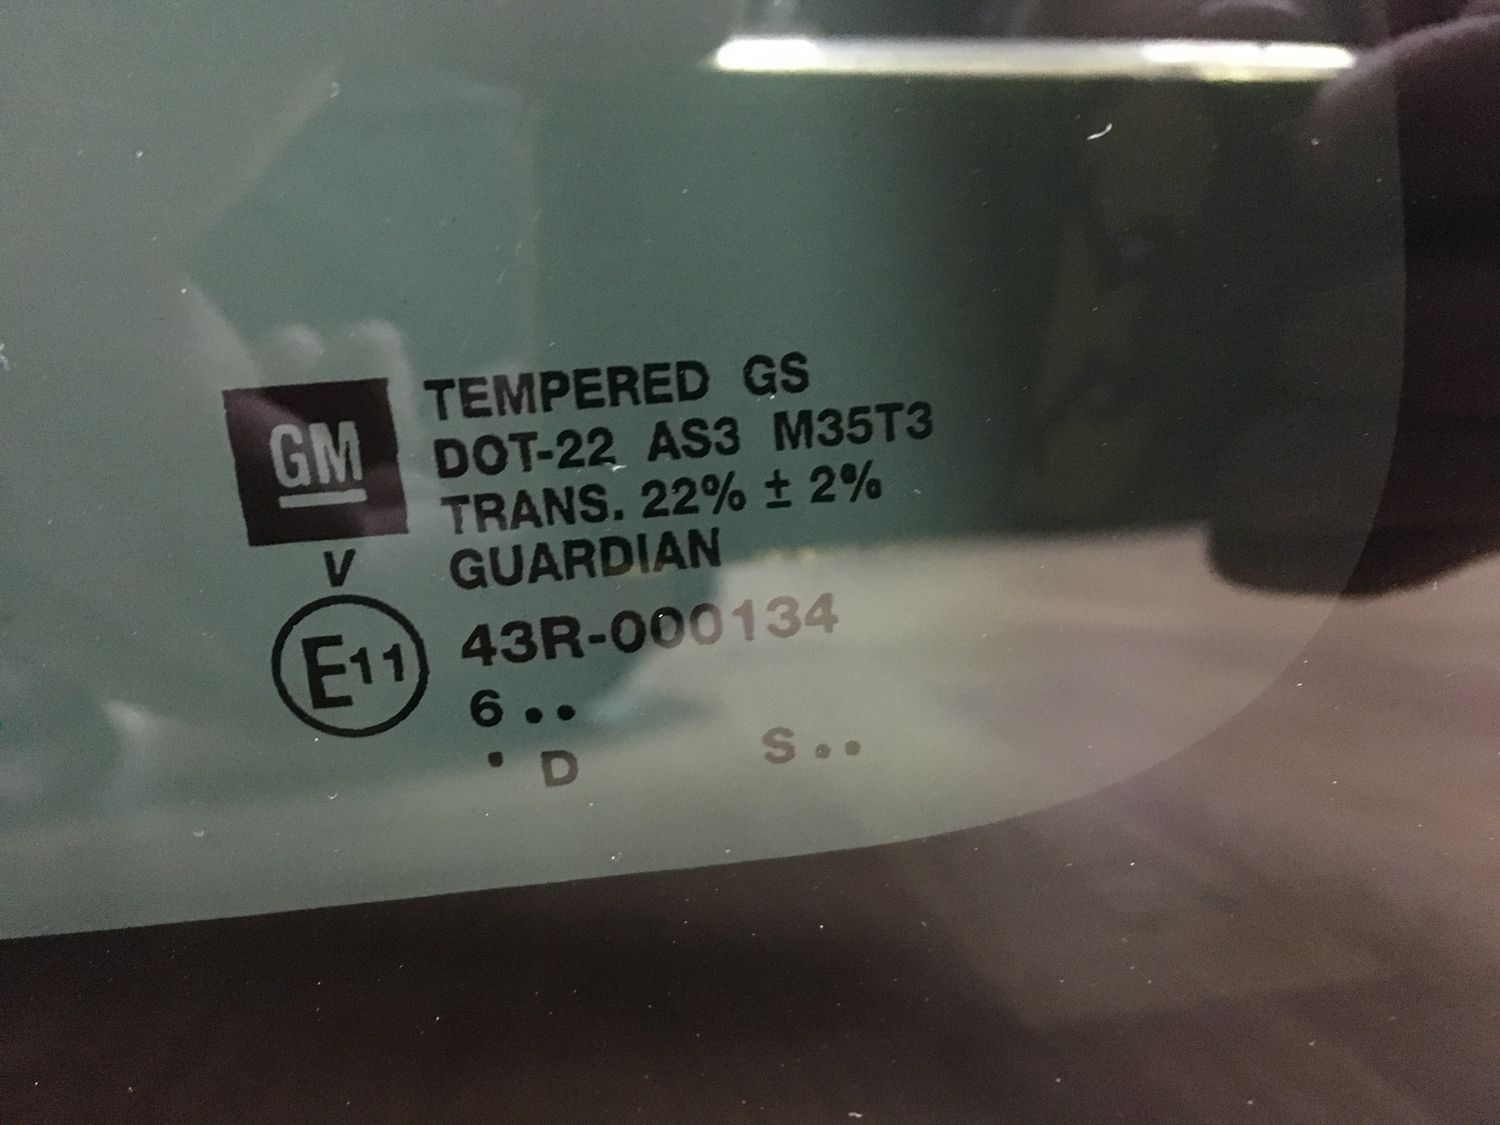 GM
TEMPERED GS
DOT-22 AS3 M35T3
TRANS. 22% ± 2%
V GUARDIAN
E11 43R-000134
6 • •
• D S • •